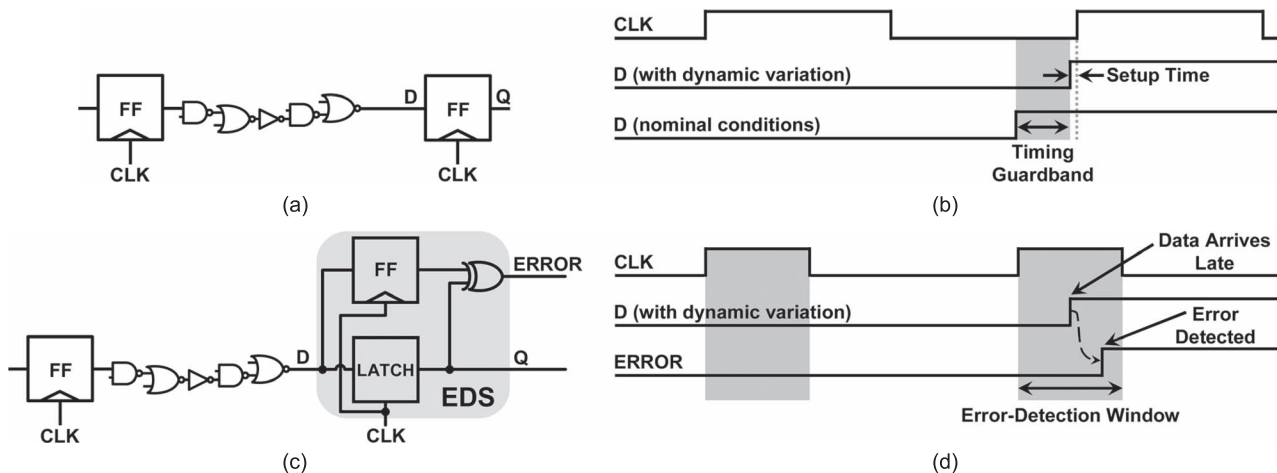 FF
D
FF
Q
CLK
CLK
(a)
CLK
D (with dynamic variation)
Setup Time
D (nominal conditions)
Timing
Guardband
(b)
FF
ERROR
FF
D
LATCH
Q
EDS
CLK
CLK
(c)
CLK
Data Arrives
Late
D (with dynamic variation)
Error
Detected
ERROR
Error-Detection Window
(d)